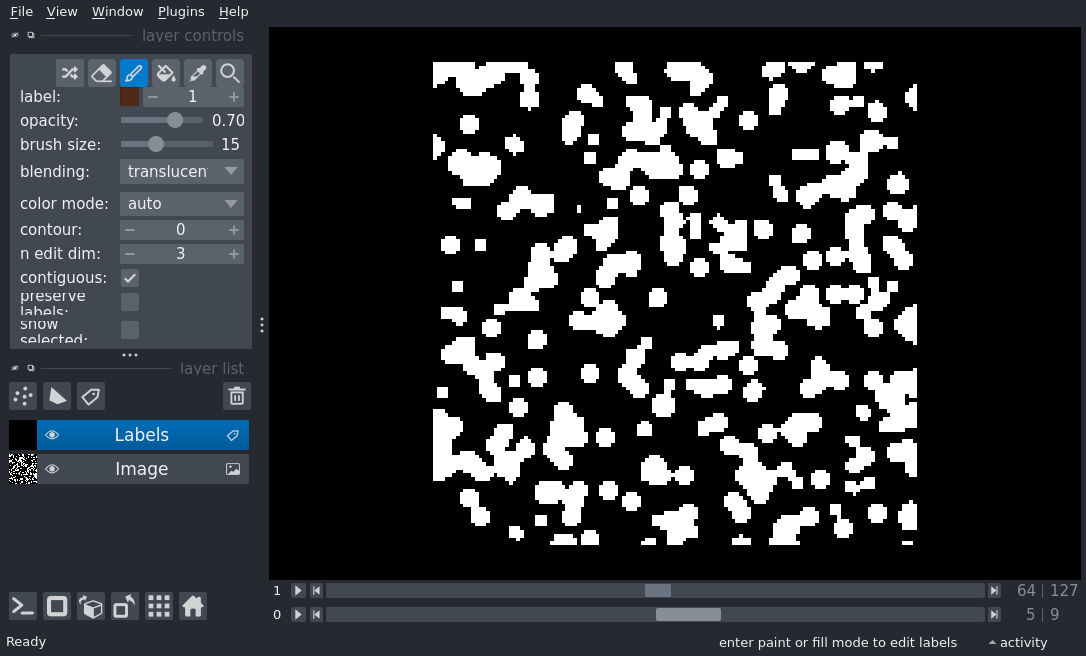 File View Window Plugins Help
layer controls
label: 1
opacity: 0.70
brush size: 15
blending: translucen
color mode: auto
contour: 0
n edit dim: 3
contiguous:
preserve
labels:
show
selected:
layer list
Labels
Image
1 64 127
0 5 9
Ready enter paint or fill mode to edit labels activity